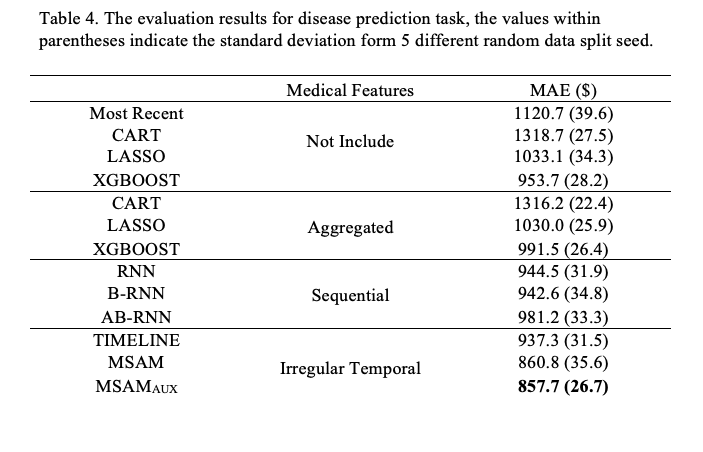 Table 4. The evaluation results for disease prediction task, the values within
parentheses indicate the standard deviation form 5 different random data split seed.
Medical Features MAE ($)
Most Recent 1120.7 (39.6)
CART 1318.7 (27.5)
Not Include
LASSO 1033.1 (34.3)
XGBOOST 953.7 (28.2)
CART 1316.2 (22.4)
LASSO Aggregated 1030.0 (25.9)
XGBOOST 991.5 (26.4)
RNN 944.5 (31.9)
B-RNN Sequential 942.6 (34.8)
AB-RNN 981.2 (33.3)
TIMELINE 937.3 (31.5)
MSAM Irregular Temporal 860.8 (35.6)
MSAMAUX 857.7 (26.7)